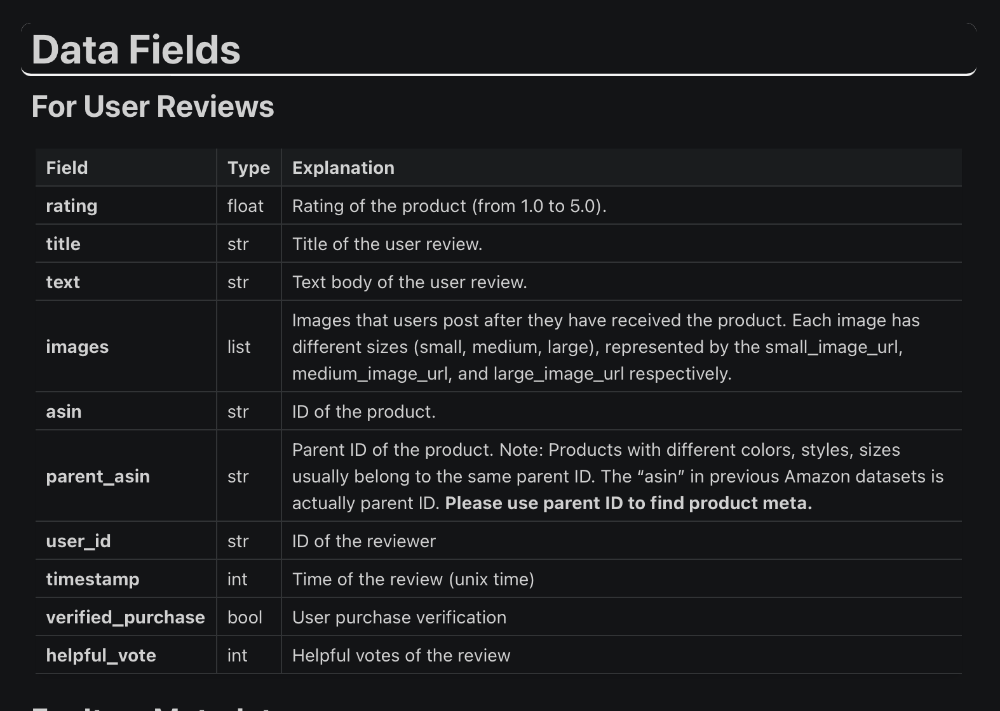 Data Fields
For User Reviews
Field Type Explanation
rating float Rating of the product (from 1.0 to 5.0).
title str Title of the user review.
text str Text body of the user review.
images list Images that users post after they have received the product. Each image has
different sizes (small, medium, large), represented by the small_image_url,
medium_image_url, and large_image_url respectively.
asin str ID of the product.
parent_asin str Parent ID of the product. Note: Products with different colors, styles, sizes
usually belong to the same parent ID. The “asin” in previous Amazon datasets is
actually parent ID. Please use parent ID to find product meta.
user_id str ID of the reviewer
timestamp int Time of the review (unix time)
verified_purchase bool User purchase verification
helpful_vote int Helpful votes of the review